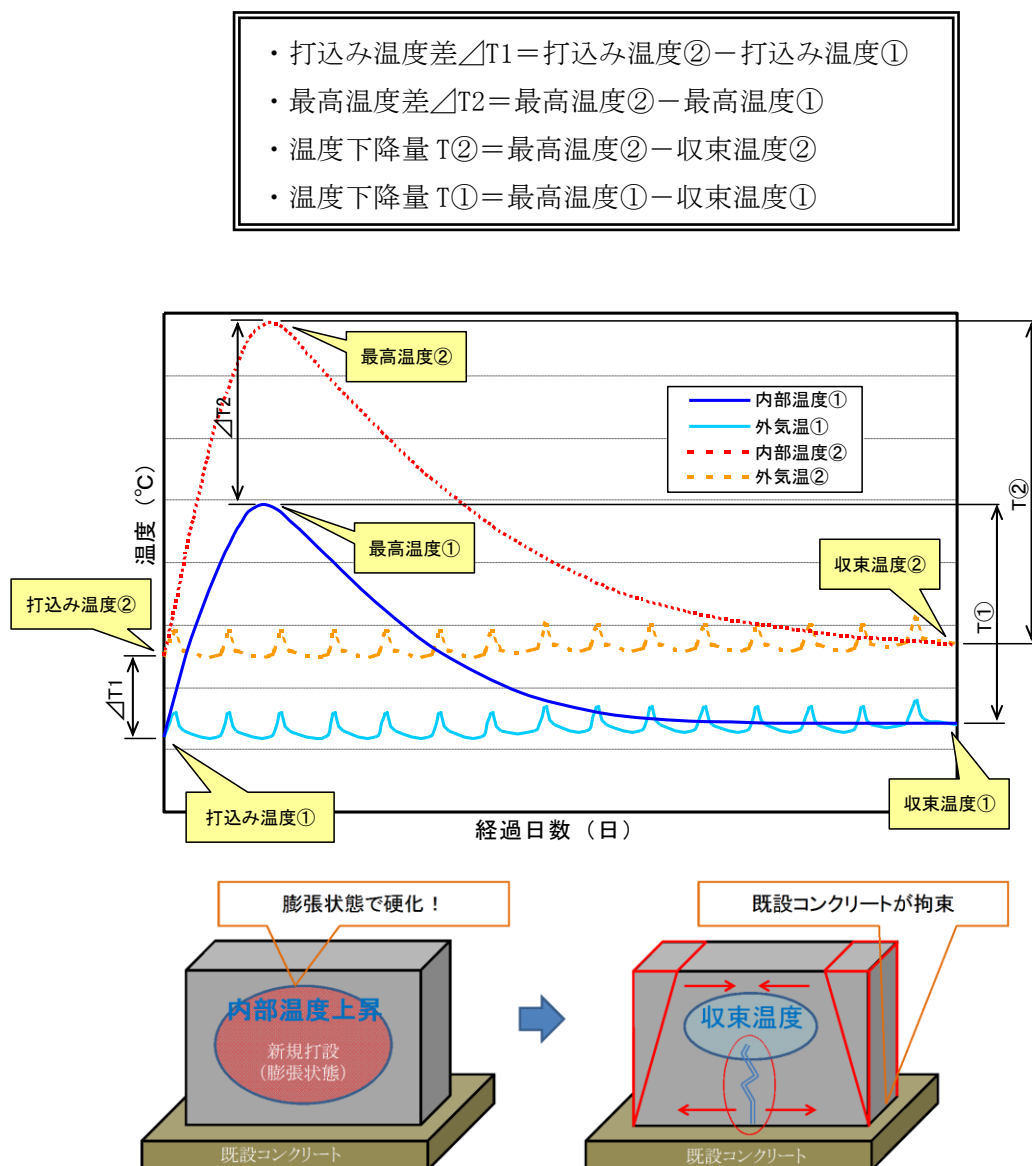 ・打込み温度差⊿T1＝打込み温度②－打込み温度①
・最高温度差⊿T2＝最高温度②－最高温度①
・温度下降量T②＝最高温度②－収束温度②
・温度下降量T①＝最高温度①－収束温度①
最高温度②
⊿T2
内部温度①
外気温①
内部温度②
外気温②
T②
温度（℃）
最高温度①
収束温度②
打込み温度②
T①
⊿T1
打込み温度①
収束温度①
経過日数（日）
膨張状態で硬化！
既設コンクリートが拘束
内部温度上昇
新規打設
(膨張状態)
収束温度
既設コンクリート
既設コンクリート